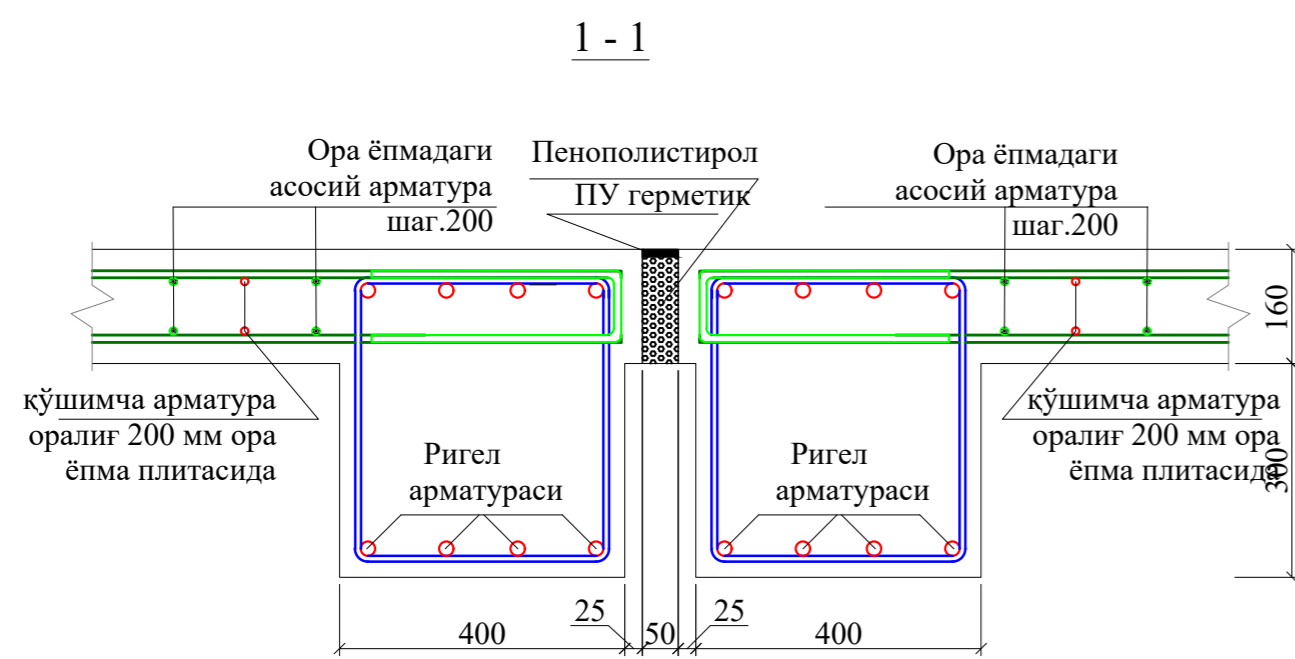 1 - 1
Ора ёпмадаги
асосий арматура
шаг.200
Пенополистирол
ПУ герметик
Ора ёпмадаги
асосий арматура
шаг.200
160
қўшимча арматура
оралиғ 200 мм ора
ёпма плитасида
Ригел
арматураси
Ригел
арматураси
қўшимча арматура
оралиғ 200 мм ора
ёпма плитасида
300
25
25
400
50
400